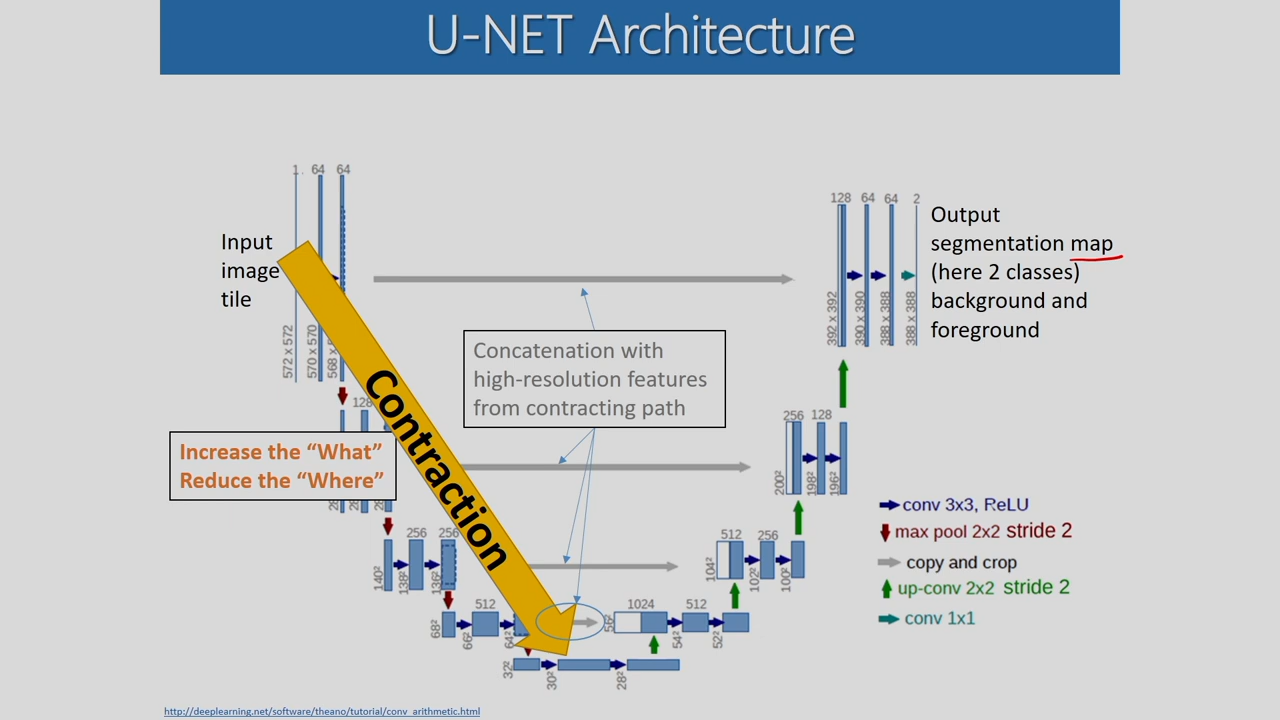 U-NET Architecture
1 64 64
128 64 64 2
Input
image
tile
Output
segmentation map
(here 2 classes)
background and
foreground
572 x 572
570 x 570
392 x 392
390 x 390
388 x 388
388 x 388
Concatenation with
high-resolution features
from contracting path
Contraction
128
256 128
Increase the “What”
Reduce the “Where”
200²
198²
196²
conv 3x3, ReLU
max pool 2x2 stride 2
copy and crop
up-conv 2x2 stride 2
conv 1x1
256 256
512 256
140²
138²
136²
104²
102²
100²
512
1024 512
68²
66²
64²
56²
54²
52²
32²
30²
28²
http://deeplearning.net/software/theano/tutorial/conv_arithmetic.html